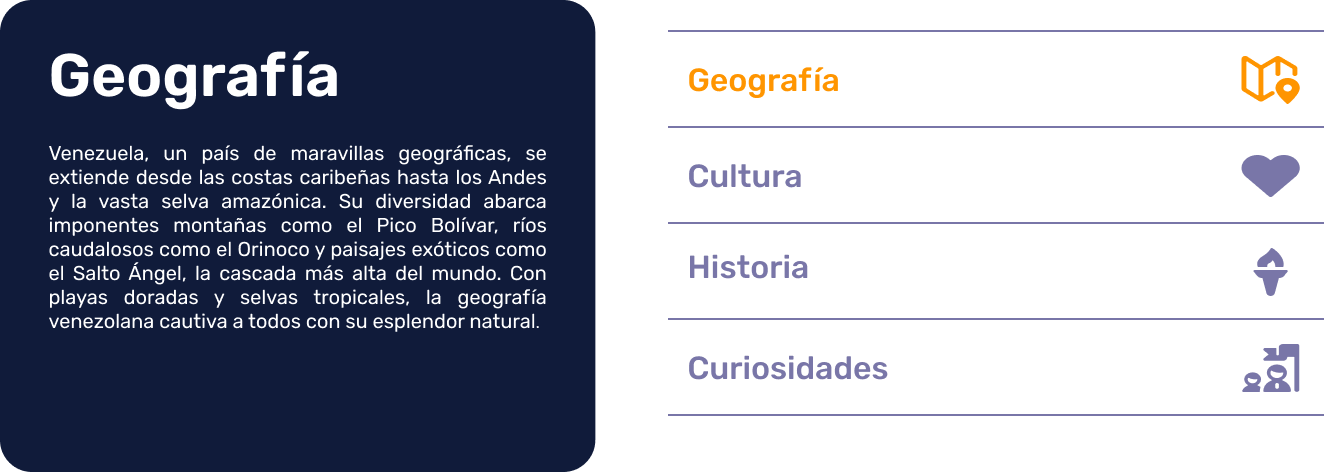 Geografía
Venezuela, un país de maravillas geográficas, se
extiende desde las costas caribeñas hasta los Andes
y la vasta selva amazónica. Su diversidad abarca
imponentes montañas como el Pico Bolívar, ríos
caudalosos como el Orinoco y paisajes exóticos como
el Salto Ángel, la cascada más alta del mundo. Con
playas doradas y selvas tropicales, la geografía
venezolana cautiva a todos con su esplendor natural.
Geografía
Cultura
Historia
Curiosidades